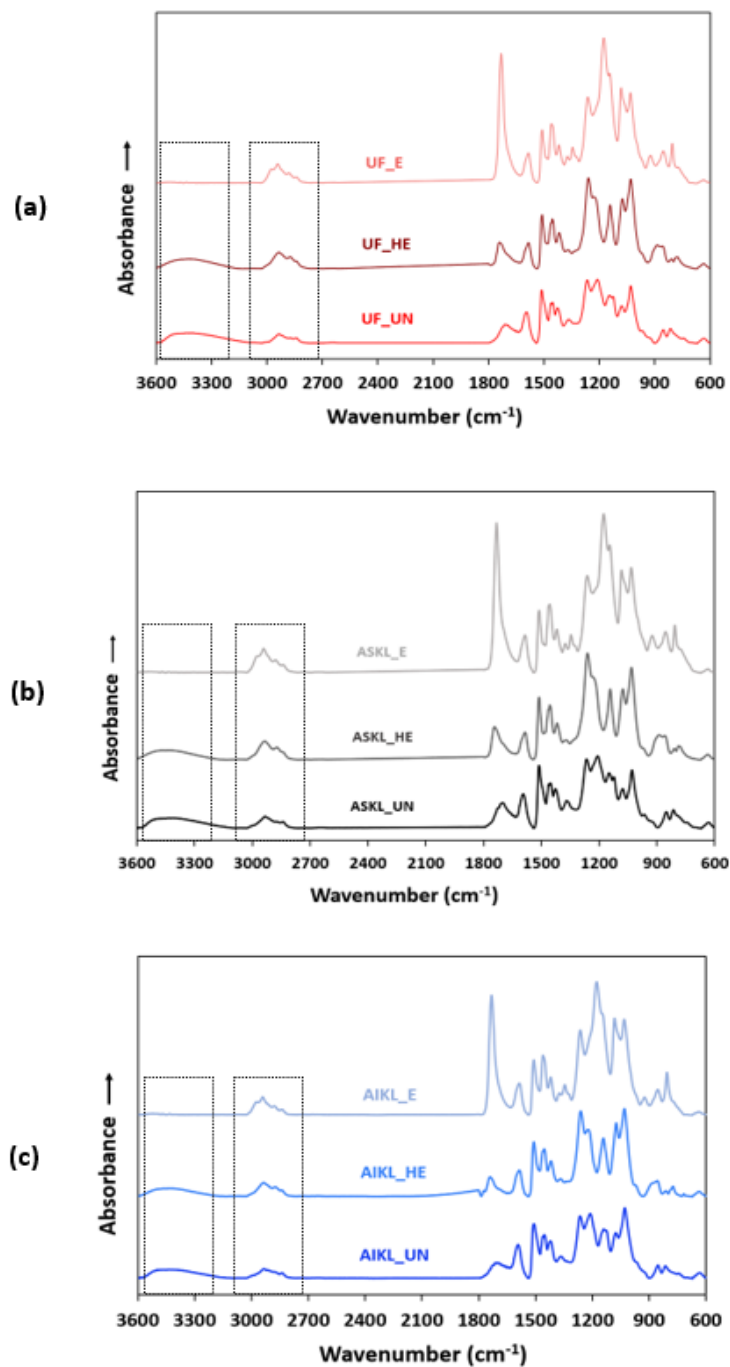 (a)
Absorbance →
UF_E
UF_HE
UF_UN
3600 3300 3000 2700 2400 2100 1800 1500 1200 900 600
Wavenumber (cm⁻¹)
(b)
Absorbance →
ASKL_E
ASKL_HE
ASKL_UN
3600 3300 3000 2700 2400 2100 1800 1500 1200 900 600
Wavenumber (cm⁻¹)
(c)
Absorbance →
AIKL_E
AIKL_HE
AIKL_UN
3600 3300 3000 2700 2400 2100 1800 1500 1200 900 600
Wavenumber (cm⁻¹)